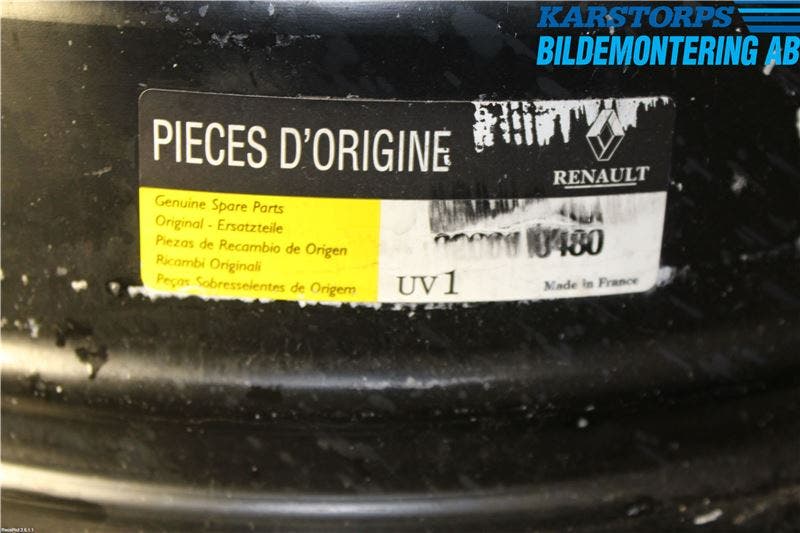 KARSTORPS
BILDEMONTERING AB
PIECES D'ORIGINE
RENAULT
Genuine Spare Parts
Original - Ersatzteile
Piezas de Recambio de Origen
Ricambi Originali
Peças Sobresselentes de Origem
UV1
Made in France